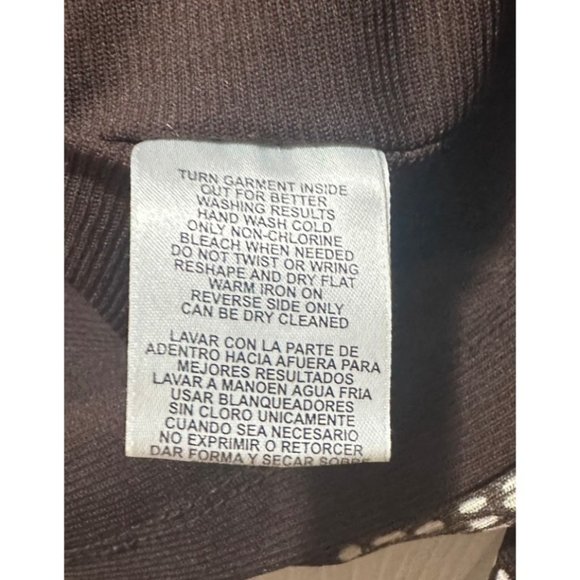 TURN GARMENT INSIDE
OUT FOR BETTER
WASHING RESULTS
HAND WASH COLD
ONLY NON-CHLORINE
BLEACH WHEN NEEDED
DO NOT TWIST OR WRING
RESHAPE AND DRY FLAT
WARM IRON ON
REVERSE SIDE ONLY
CAN BE DRY CLEANED
LAVAR CON LA PARTE DE
ADENTRO HACIA AFUERA PARA
MEJORES RESULTADOS
LAVAR A MANOEN AGUA FRIA
USAR BLANQUEADORES
SIN CLORO UNICAMENTE
CUANDO SEA NECESARIO
NO EXPRIMIR O RETORCER
DAR FORMA Y SECAR SOBRE